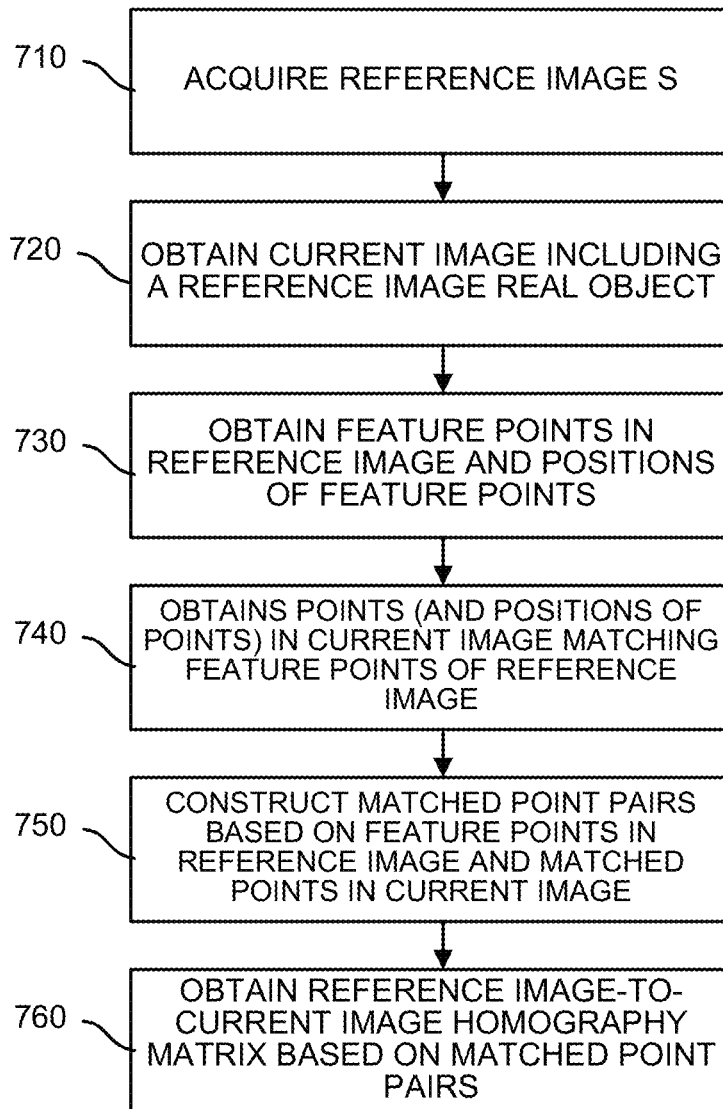 710
ACQUIRE REFERENCE IMAGE S
720
OBTAIN CURRENT IMAGE INCLUDING
A REFERENCE IMAGE REAL OBJECT
730
OBTAIN FEATURE POINTS IN
REFERENCE IMAGE AND POSITIONS
OF FEATURE POINTS
740
OBTAINS POINTS (AND POSITIONS OF
POINTS) IN CURRENT IMAGE MATCHING
FEATURE POINTS OF REFERENCE
IMAGE
750
CONSTRUCT MATCHED POINT PAIRS
BASED ON FEATURE POINTS IN
REFERENCE IMAGE AND MATCHED
POINTS IN CURRENT IMAGE
760
OBTAIN REFERENCE IMAGE-TO-
CURRENT IMAGE HOMOGRAPHY
MATRIX BASED ON MATCHED POINT
PAIRS